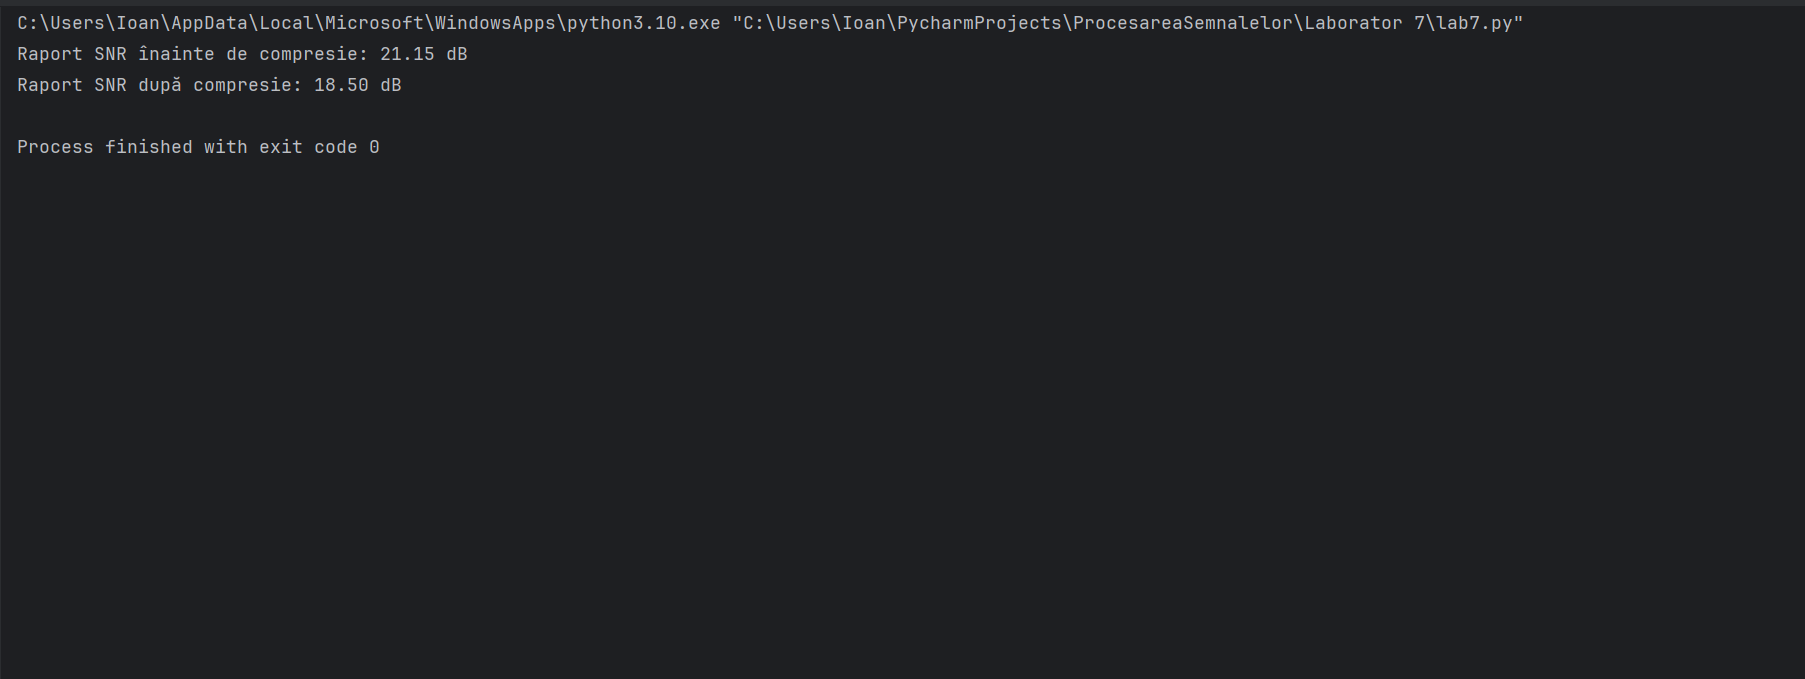 C:\Users\Ioan\AppData\Local\Microsoft\WindowsApps\python3.10.exe "C:\Users\Ioan\PycharmProjects\ProcesareaSemnalelor\Laborator 7\lab7.py"
Raport SNR înainte de compresie: 21.15 dB
Raport SNR după compresie: 18.50 dB
Process finished with exit code 0